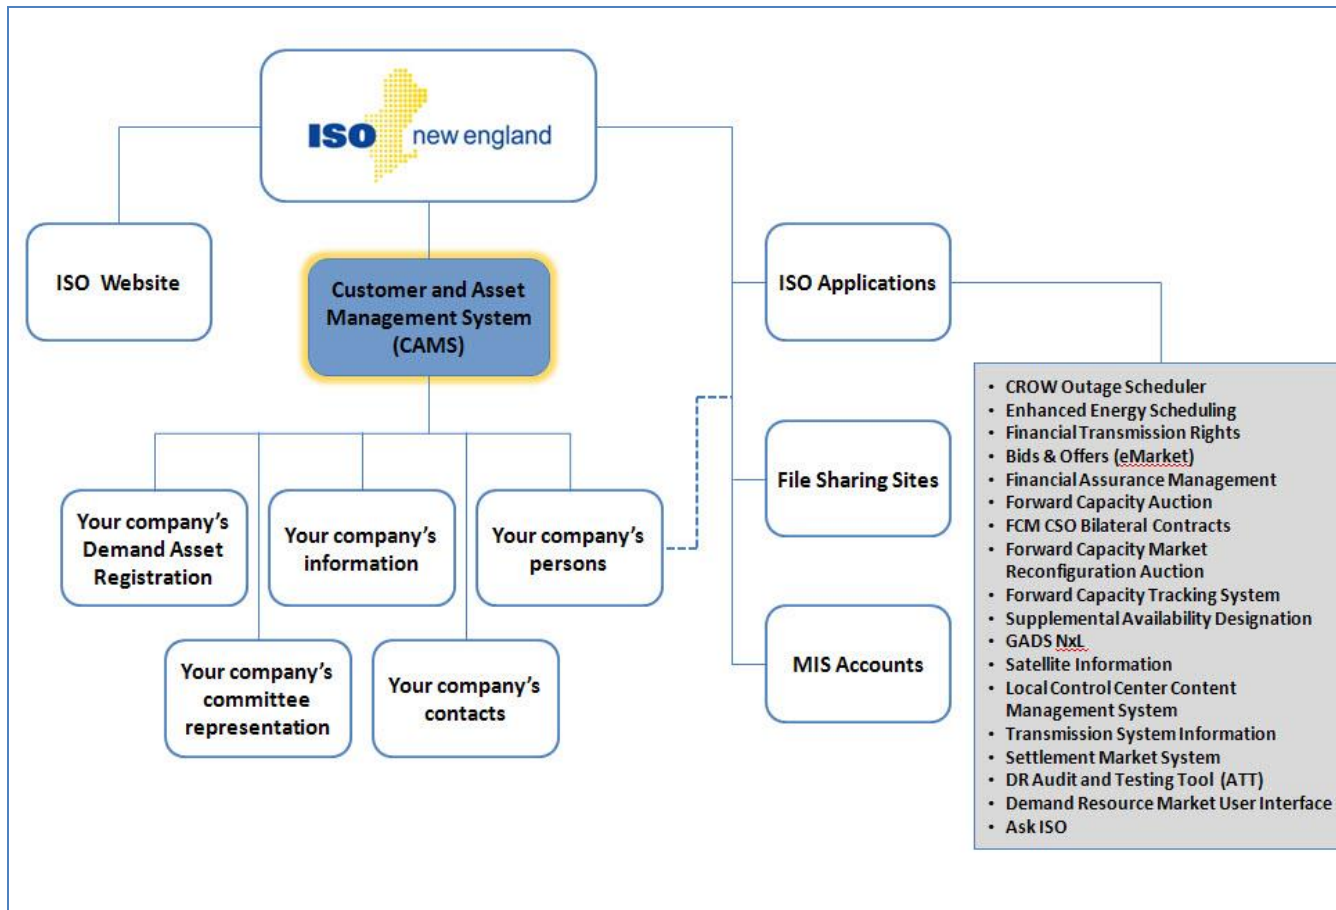 ISO new england
ISO Website
Customer and Asset
Management System
(CAMS)
ISO Applications
• CROW Outage Scheduler
• Enhanced Energy Scheduling
• Financial Transmission Rights
• Bids & Offers (eMarket)
• Financial Assurance Management
• Forward Capacity Auction
• FCM CSO Bilateral Contracts
• Forward Capacity Market
Reconfiguration Auction
• Forward Capacity Tracking System
• Supplemental Availability Designation
• GADS NxL
• Satellite Information
• Local Control Center Content
Management System
• Transmission System Information
• Settlement Market System
• DR Audit and Testing Tool (ATT)
• Demand Resource Market User Interface
• Ask ISO
File Sharing Sites
MIS Accounts
Your company's
Demand Asset
Registration
Your company's
information
Your company's
persons
Your company's
committee
representation
Your company's
contacts